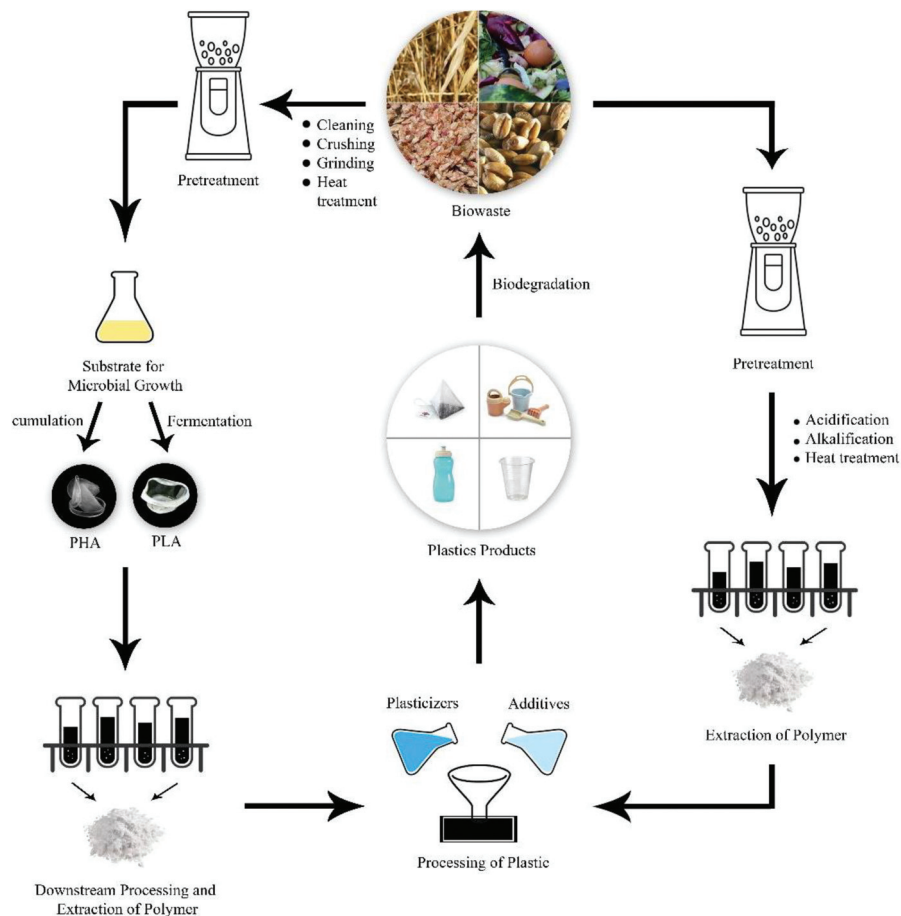 Pretreatment
Cleaning
Crushing
Grinding
Heat
treatment
Biowaste
Biodegradation
Pretreatment
Substrate for
Microbial Growth
cumulation
Fermentation
PHA
PLA
Plastics Products
Acidification
Alkalification
Heat treatment
Plasticizers
Additives
Extraction of Polymer
Processing of Plastic
Downstream Processing and
Extraction of Polymer